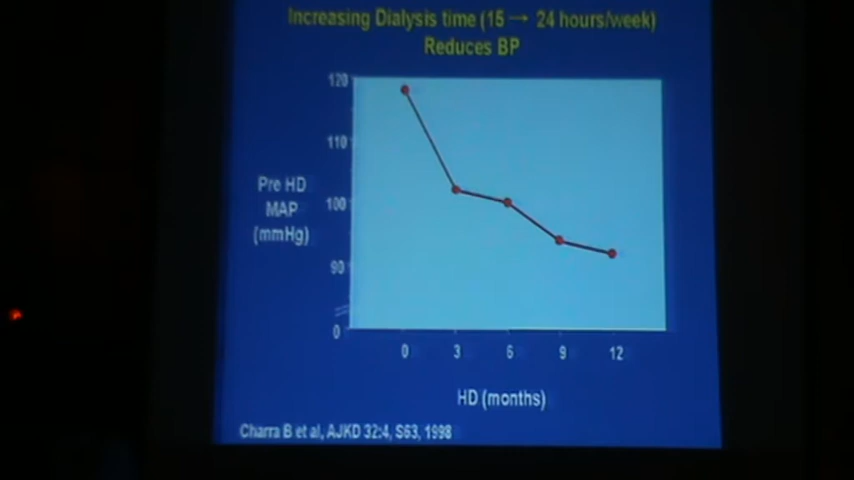 Increasing Dialysis time (15 → 24 hours/week)
Reduces BP
120
110
100
90
0
Pre HD
MAP
(mmHg)
0 3 6 9 12
HD (months)
Charra B et al, AJKD 32:4, S63, 1998